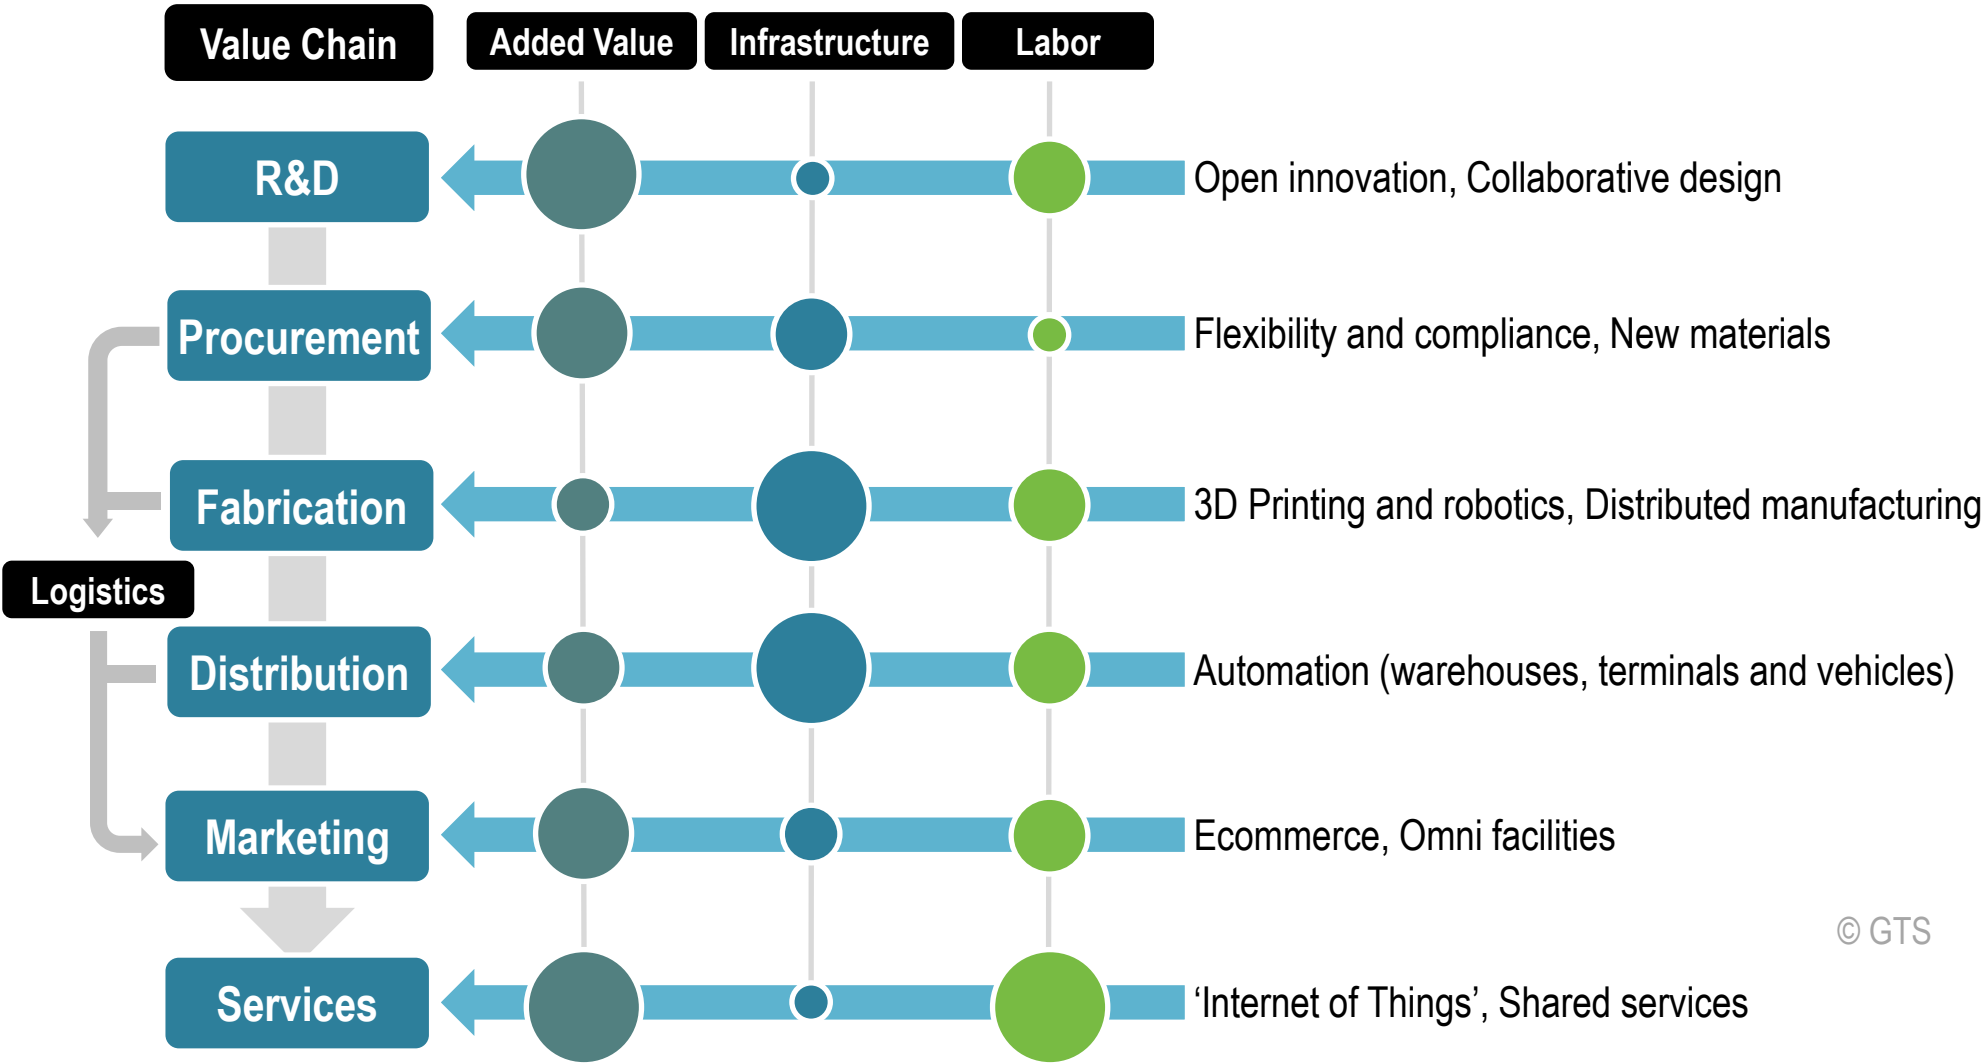 Value Chain
Added Value
Infrastructure
Labor
R&D
Open innovation, Collaborative design
Procurement
Flexibility and compliance, New materials
Fabrication
3D Printing and robotics, Distributed manufacturing
Logistics
Distribution
Automation (warehouses, terminals and vehicles)
Marketing
Ecommerce, Omni facilities
© GTS
Services
‘Internet of Things’, Shared services